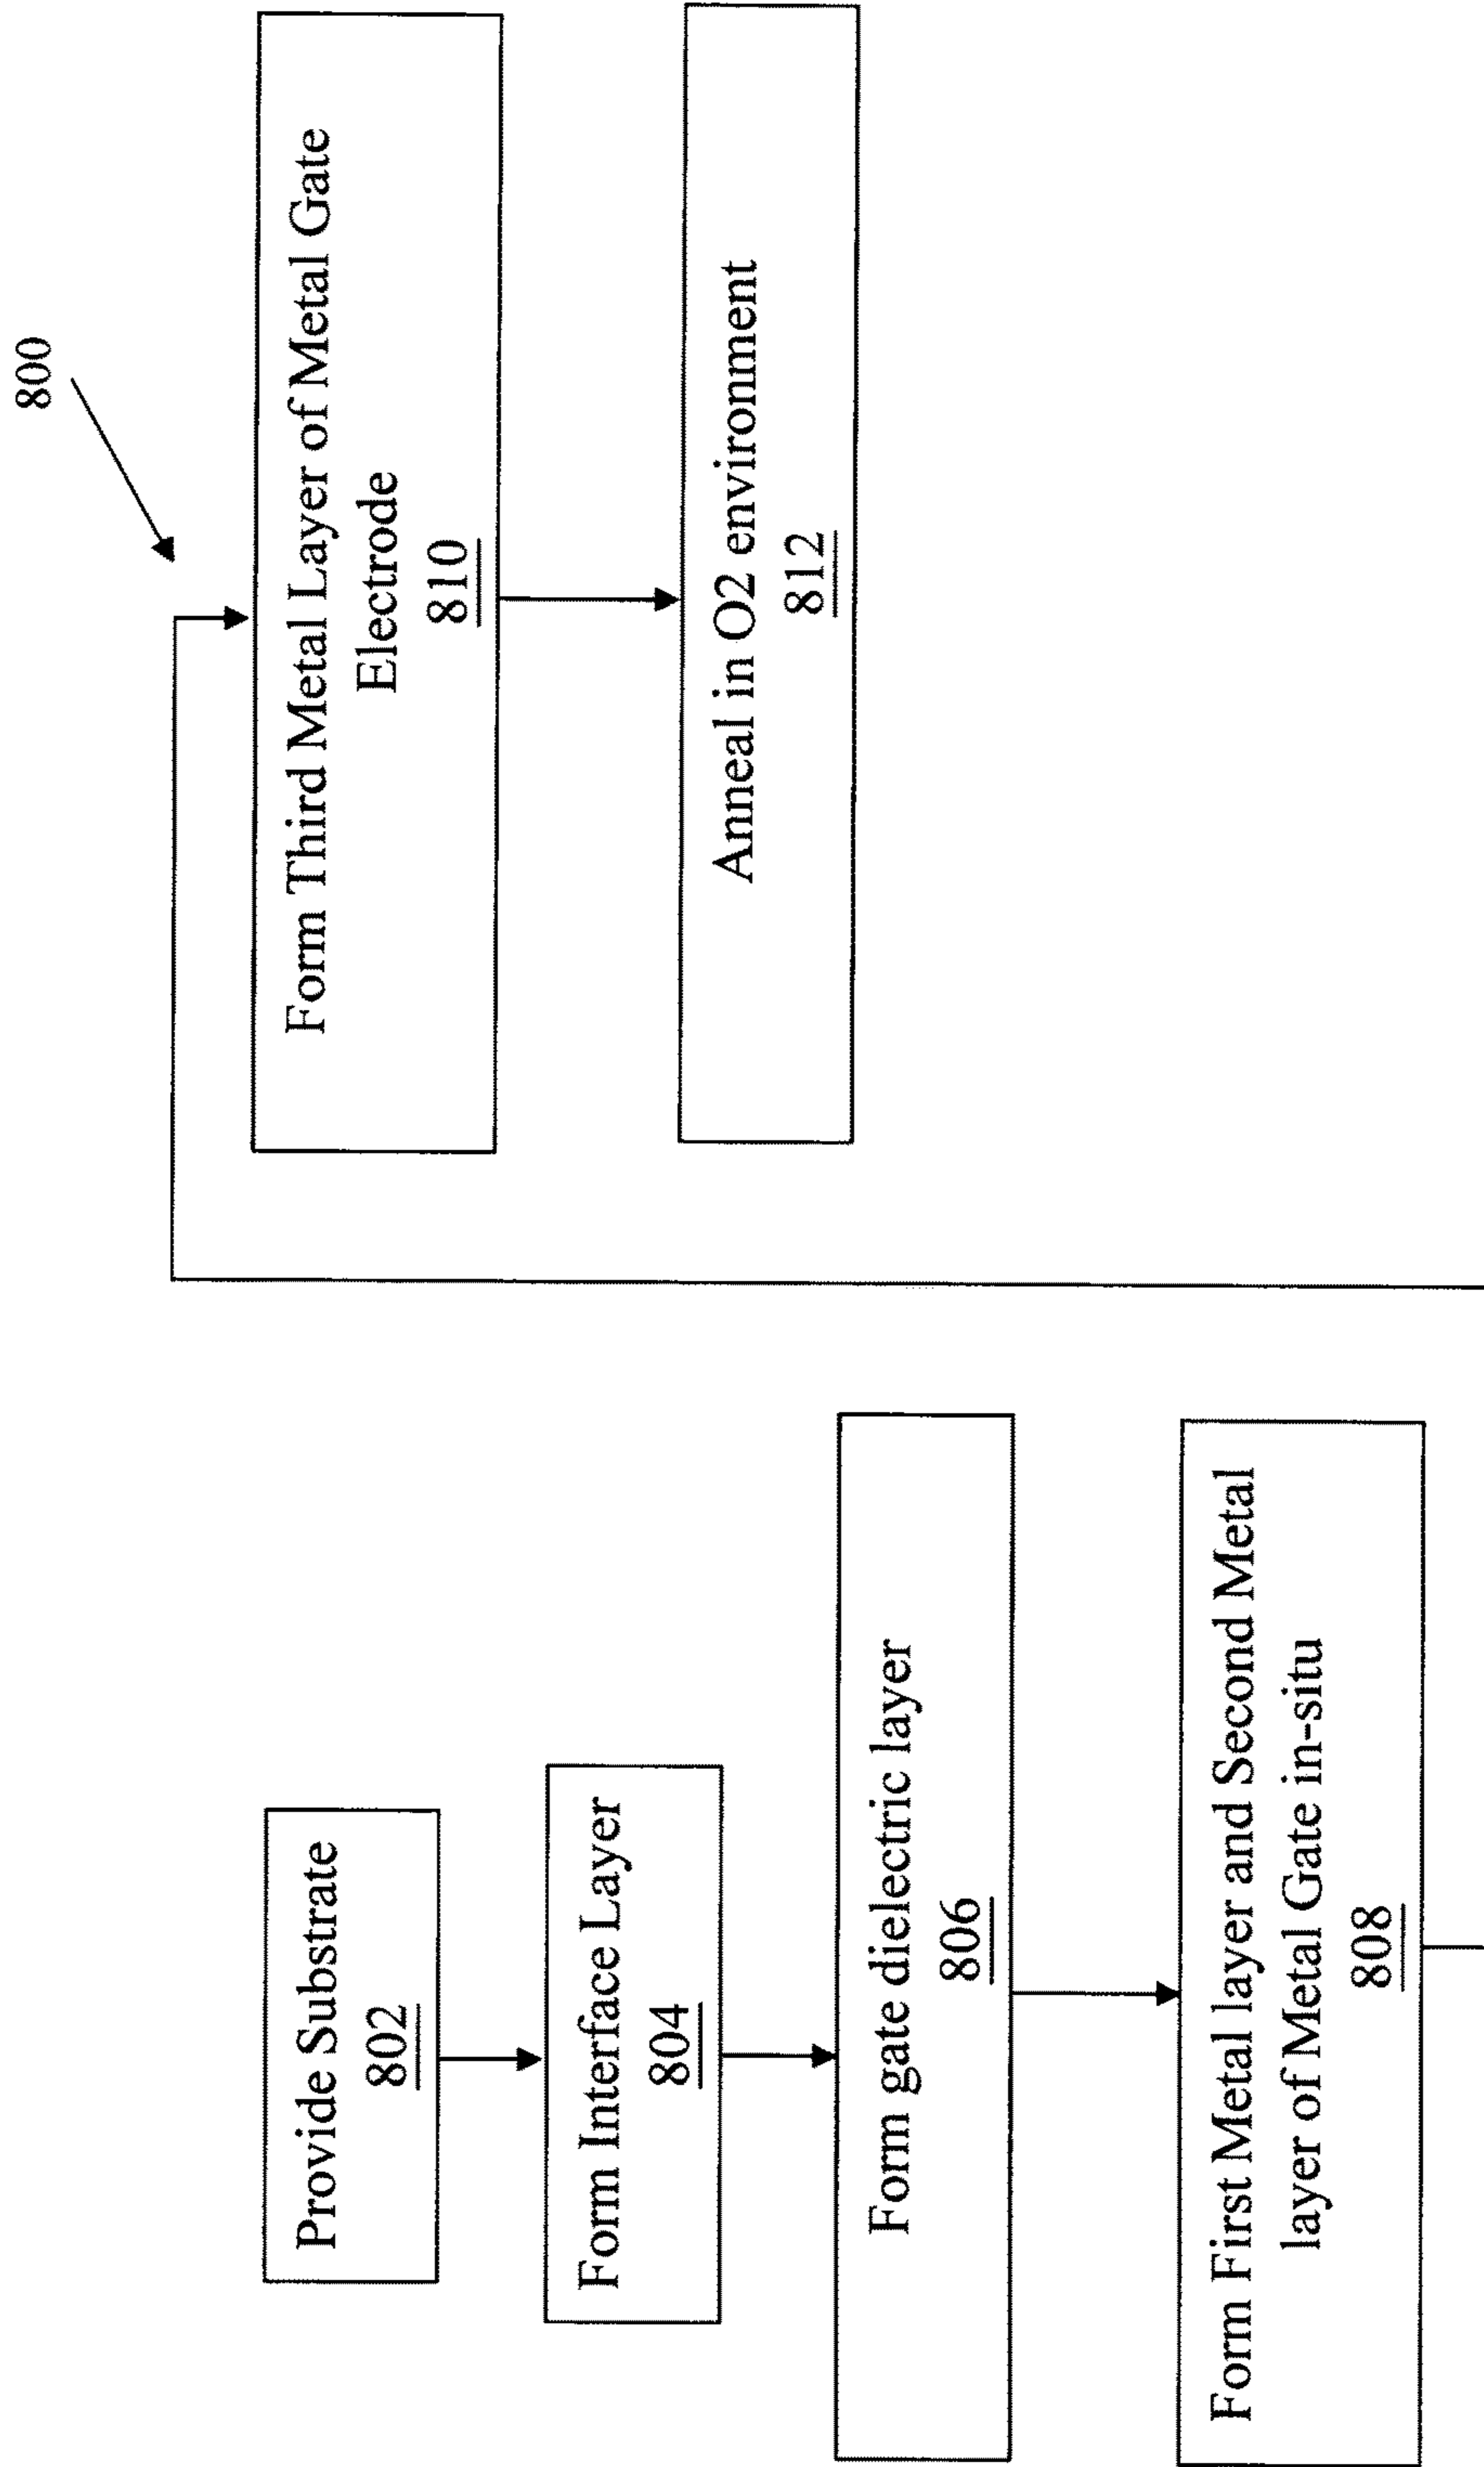 800
Provide Substrate
802
Form Interface Layer
804
Form gate dielectric layer
806
Form First Metal layer and Second Metal
layer of Metal Gate in-situ
808
Form Third Metal Layer of Metal Gate
Electrode
810
Anneal in O2 environment
812